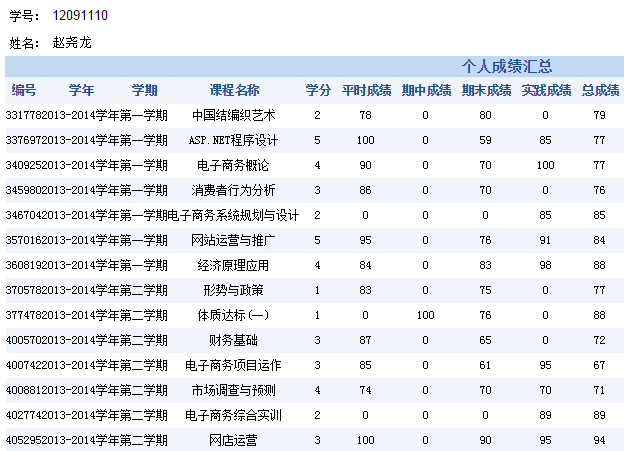 学号： 12091110
姓名： 赵尧龙
个人成绩汇总
编号 学年 学期 课程名称 学分 平时成绩 期中成绩 期末成绩 实践成绩 总成绩
331778 2013-2014学年 第一学期 中国结编织艺术 2 78 0 80 0 79
337697 2013-2014学年 第一学期 ASP.NET程序设计 5 100 0 59 85 77
340925 2013-2014学年 第一学期 电子商务概论 4 90 0 70 100 77
345980 2013-2014学年 第一学期 消费者行为分析 3 86 0 70 0 76
346704 2013-2014学年 第一学期 电子商务系统规划与设计 2 0 0 0 85 85
357016 2013-2014学年 第一学期 网站运营与推广 5 95 0 76 91 84
360819 2013-2014学年 第一学期 经济原理应用 4 84 0 83 98 88
370578 2013-2014学年 第二学期 形势与政策 1 83 0 75 0 77
377478 2013-2014学年 第二学期 体质达标(一) 1 0 100 76 0 88
400570 2013-2014学年 第二学期 财务基础 3 87 0 65 0 72
400742 2013-2014学年 第二学期 电子商务项目运作 3 85 0 61 95 67
400881 2013-2014学年 第二学期 市场调查与预测 4 74 0 70 70 71
402774 2013-2014学年 第二学期 电子商务综合实训 2 0 0 0 89 89
405295 2013-2014学年 第二学期 网店运营 3 100 0 90 95 94